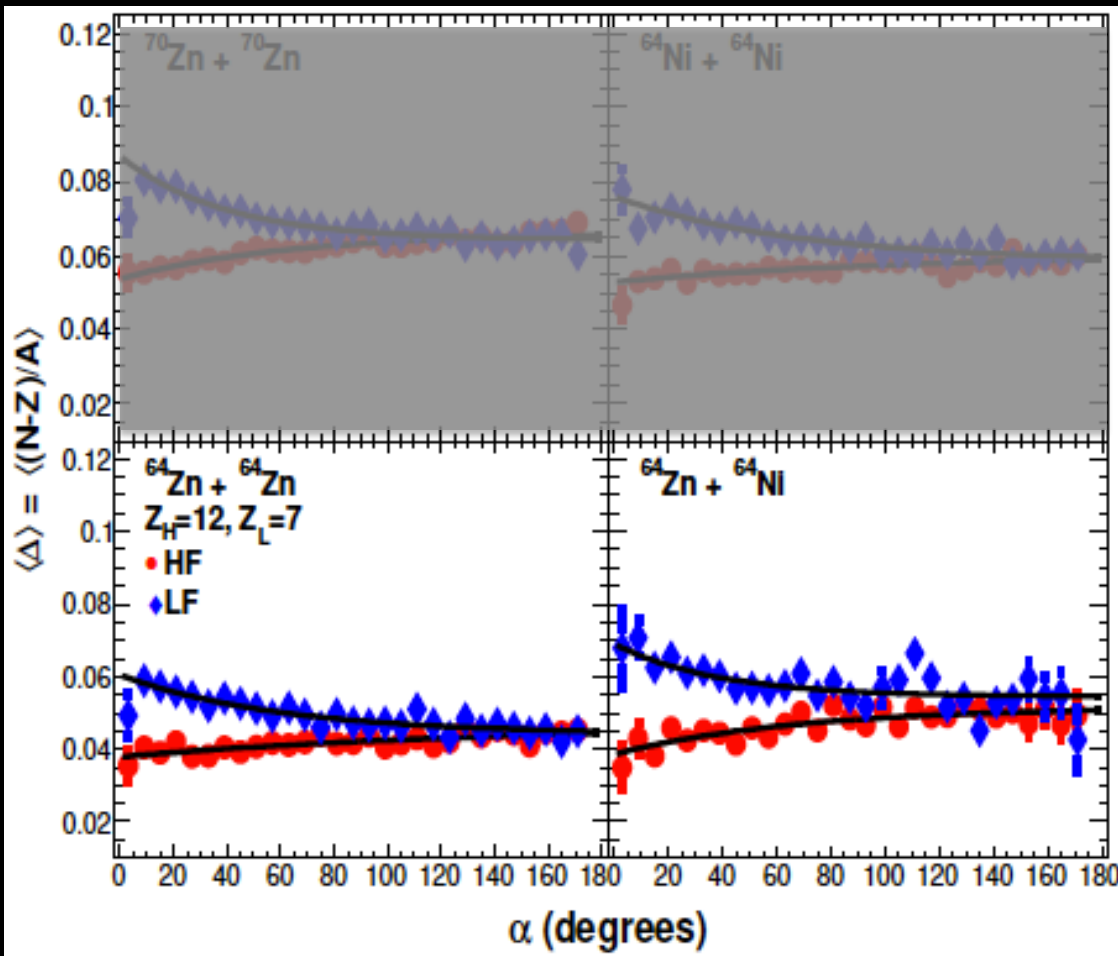 ⟨Δ⟩ = ⟨(N-Z)/A⟩
0.12
0.1
0.08
0.06
0.04
0.02
⁷⁰Zn + ⁷⁰Zn
⁶⁴Ni + ⁶⁴Ni
0.12
0.1
0.08
0.06
0.04
0.02
⁶⁴Zn + ⁶⁴Zn
Z_H=12, Z_L=7
HF
LF
⁶⁴Zn + ⁶⁴Ni
0 20 40 60 80 100 120 140 160 180 20 40 60 80 100 120 140 160 180
α (degrees)